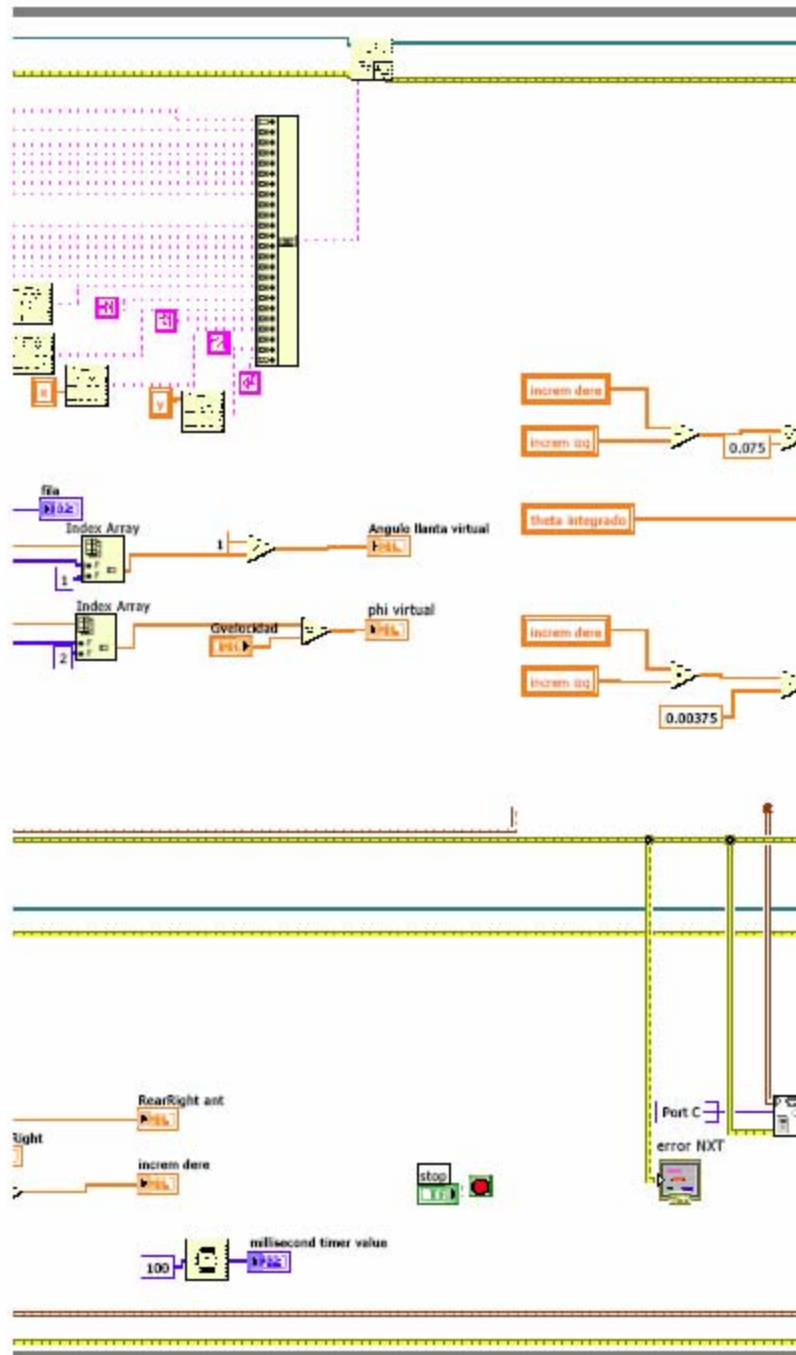 x
y
increm dere
increm izq
0.075
fila
Index Array
1
1
Angulo llanta virtual
theta integrado
Index Array
2
Gvelocidad
phi virtual
increm dere
increm izq
0.00375
RearRight ant
Right
increm dere
stop
Port C
error NXT
millisecond timer value
100